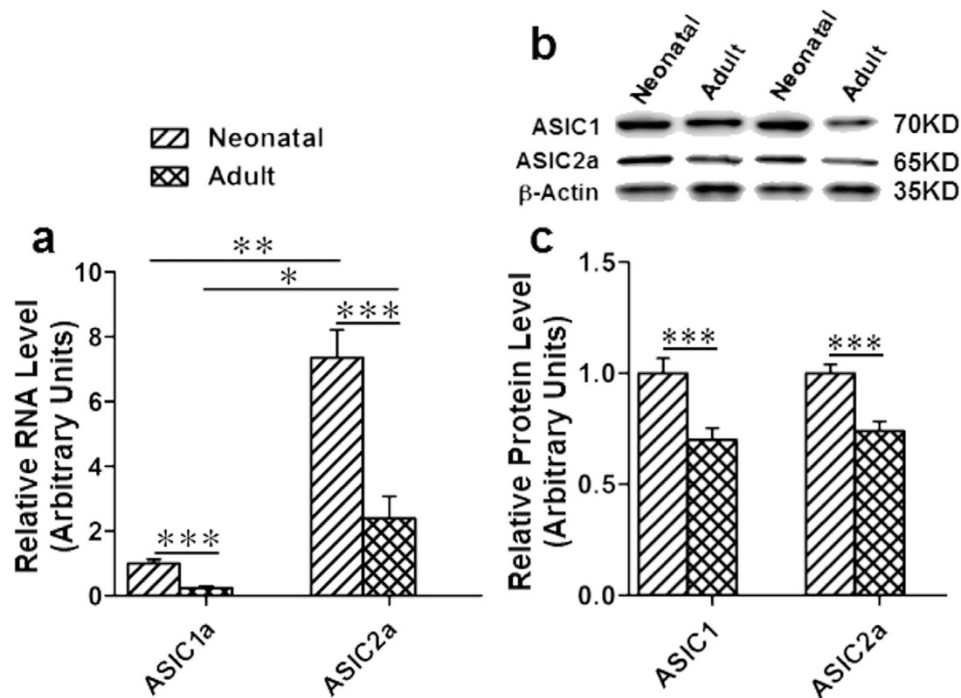 b
Neonatal
Adult
Neonatal
Adult
ASIC1
70KD
ASIC2a
65KD
β-Actin
35KD
Neonatal
Adult
a
Relative RNA Level
(Arbitrary Units)
10
8
6
4
2
0
**
*
***
***
ASIC1a
ASIC2a
c
Relative Protein Level
(Arbitrary Units)
1.5
1.0
0.5
0.0
***
***
ASIC1
ASIC2a